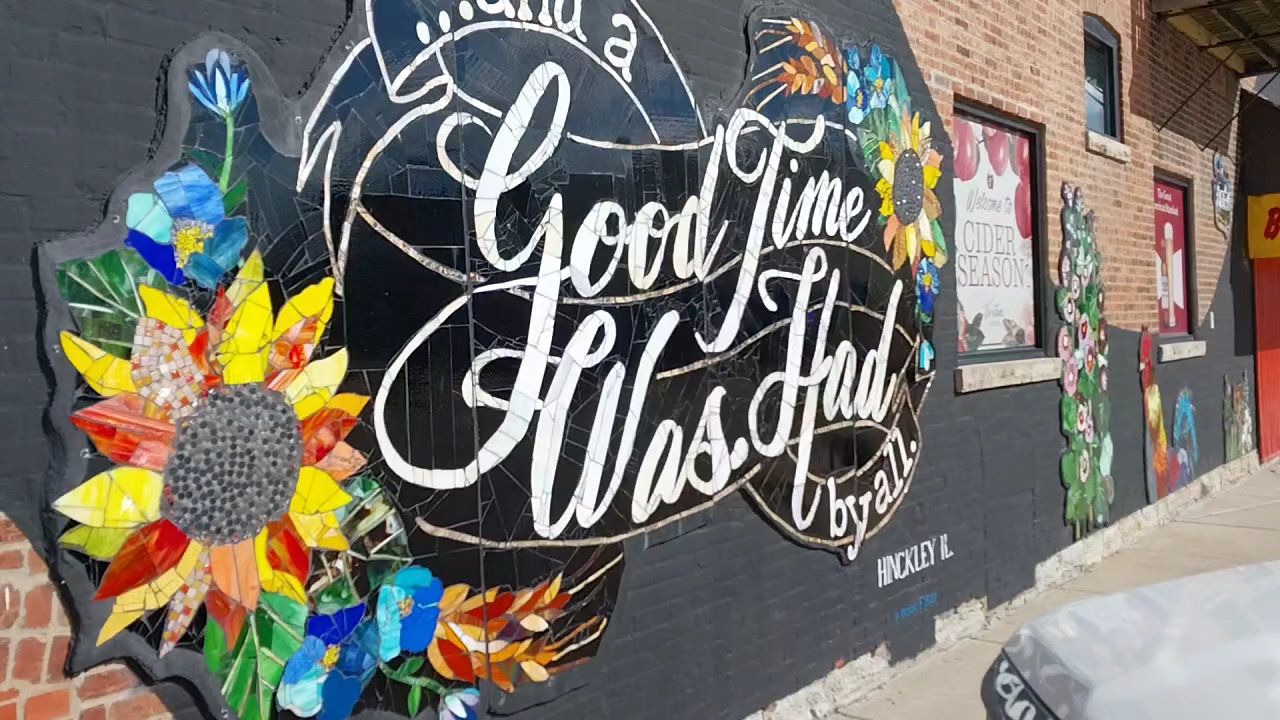 ...and a
Good Time
Was Had
by all.
HINCKLEY IL
Welcome to
CIDER
SEASON
B